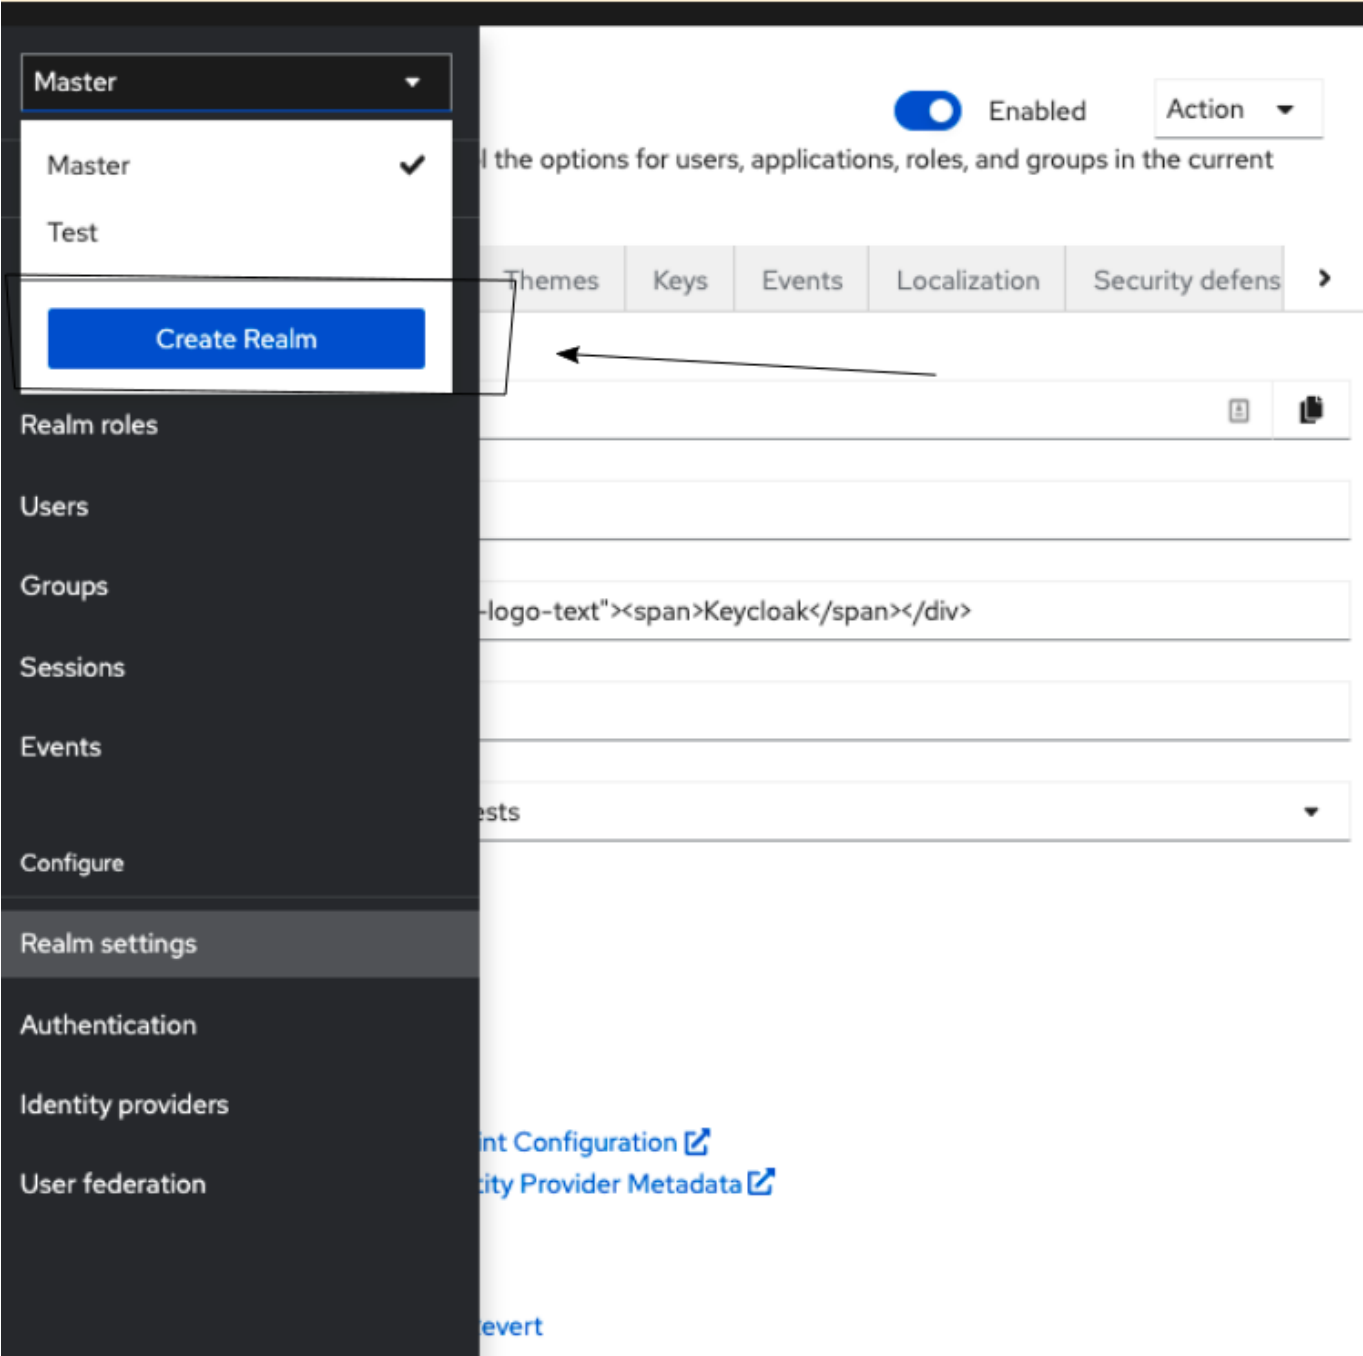 Master
Enabled
Action
Master
the options for users, applications, roles, and groups in the current
Test
Themes
Keys
Events
Localization
Security defens
Create Realm
Realm roles
Users
Groups
-logo-text"><span>Keycloak</span></div>
Sessions
Events
ests
Configure
Realm settings
Authentication
Identity providers
int Configuration
User federation
ity Provider Metadata
evert